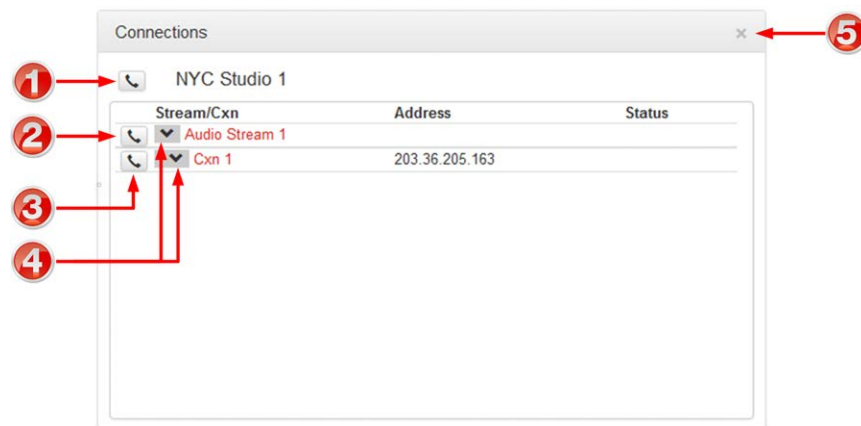 Connections
5
1
NYC Studio 1
Stream/Cxn Address Status
2
Audio Stream 1
Cxn 1 203.36.205.163
3
4